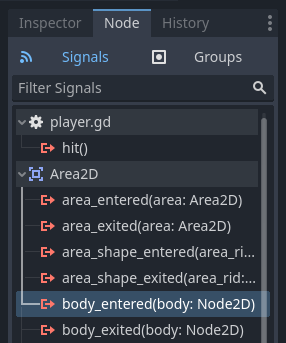 Inspector Node History
Signals Groups
Filter Signals
player.gd
hit()
Area2D
area_entered(area: Area2D)
area_exited(area: Area2D)
area_shape_entered(area_ri...
area_shape_exited(area_rid:...
body_entered(body: Node2D)
body_exited(body: Node2D)